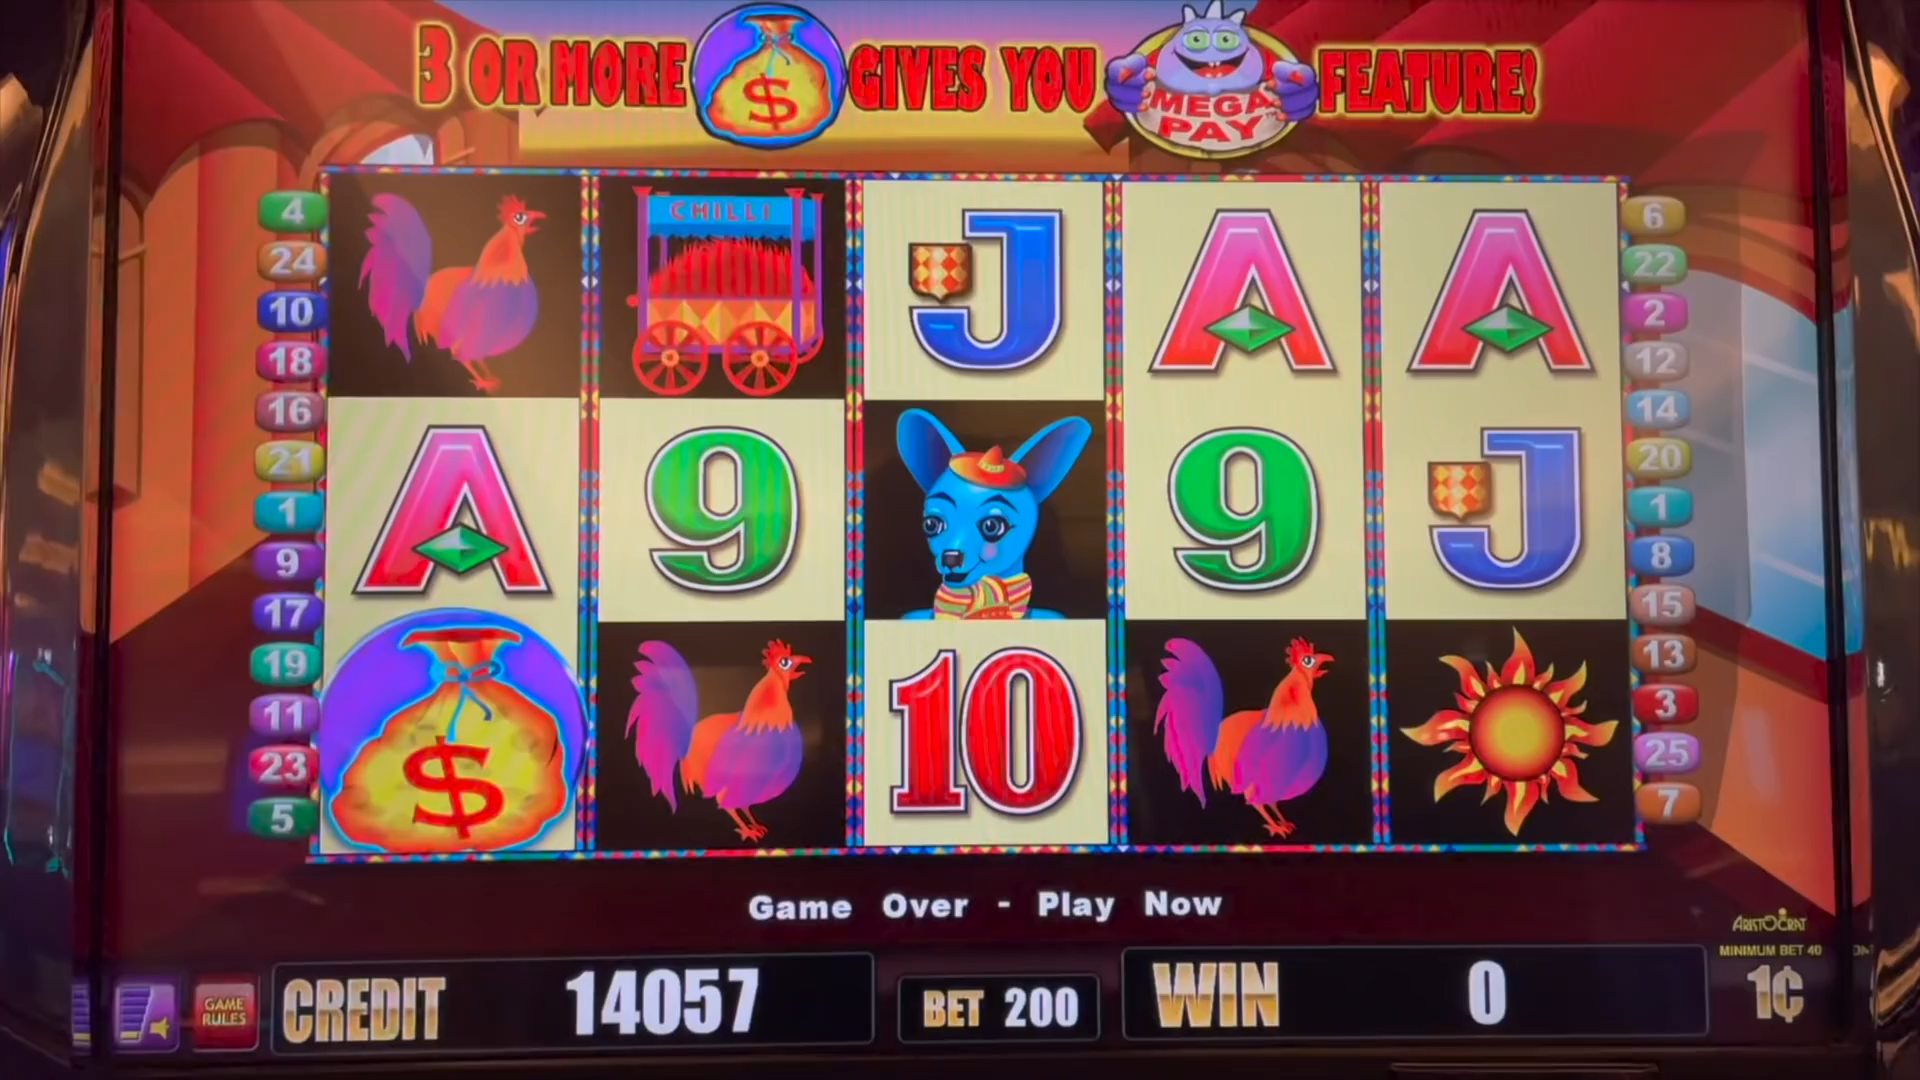 3 OR MORE $ GIVES YOU MEGA PAY FEATURE!
CHILLI
J A A
A 9 9 J
$ 10
4 6
24 22
10 2
18 12
16 14
21 20
1 1
9 8
17 15
19 13
11 3
23 25
5 7
Game Over - Play Now
ARISTOCRAT
MINIMUM BET 40
GAME RULES
CREDIT 14057
BET 200
WIN 0
1¢